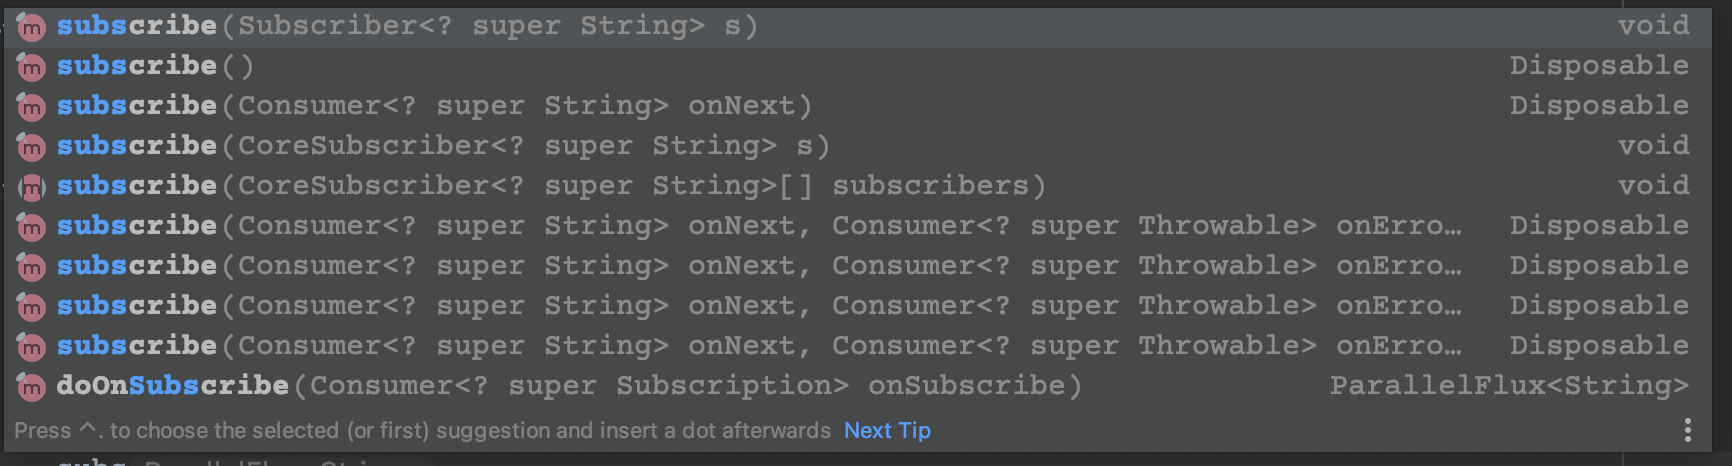 subscribe(Subscriber<? super String> s) void
subscribe() Disposable
subscribe(Consumer<? super String> onNext) Disposable
subscribe(CoreSubscriber<? super String> s) void
subscribe(CoreSubscriber<? super String>[] subscribers) void
subscribe(Consumer<? super String> onNext, Consumer<? super Throwable> onErro… Disposable
subscribe(Consumer<? super String> onNext, Consumer<? super Throwable> onErro… Disposable
subscribe(Consumer<? super String> onNext, Consumer<? super Throwable> onErro… Disposable
subscribe(Consumer<? super String> onNext, Consumer<? super Throwable> onErro… Disposable
doOnSubscribe(Consumer<? super Subscription> onSubscribe) ParallelFlux<String>
Press ^. to choose the selected (or first) suggestion and insert a dot afterwards Next Tip